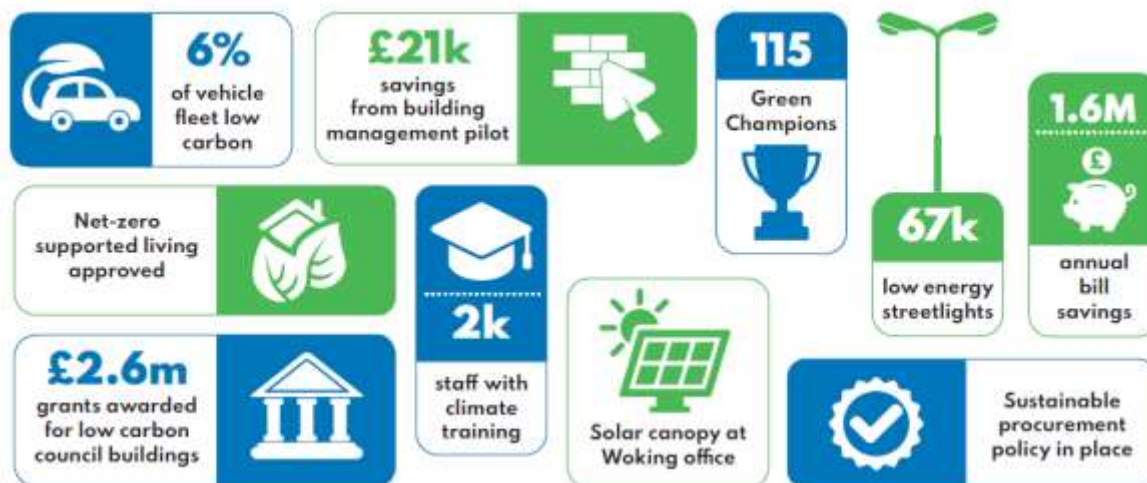 6%
of vehicle
fleet low
carbon
£21k
savings
from building
management pilot
115
Green
Champions
67k
low energy
streetlights
1.6M
£
annual
bill
savings
Net-zero
supported living
approved
2k
staff with
climate
training
£2.6m
grants awarded
for low carbon
council buildings
Solar canopy at
Woking office
Sustainable
procurement
policy in place